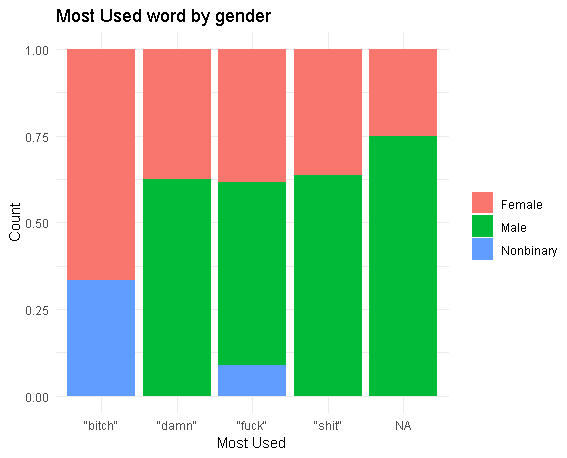 Most Used word by gender
1.00
0.75
0.50
0.25
0.00
Count
"bitch" "damn" "fuck" "shit" NA
Most Used
Female
Male
Nonbinary